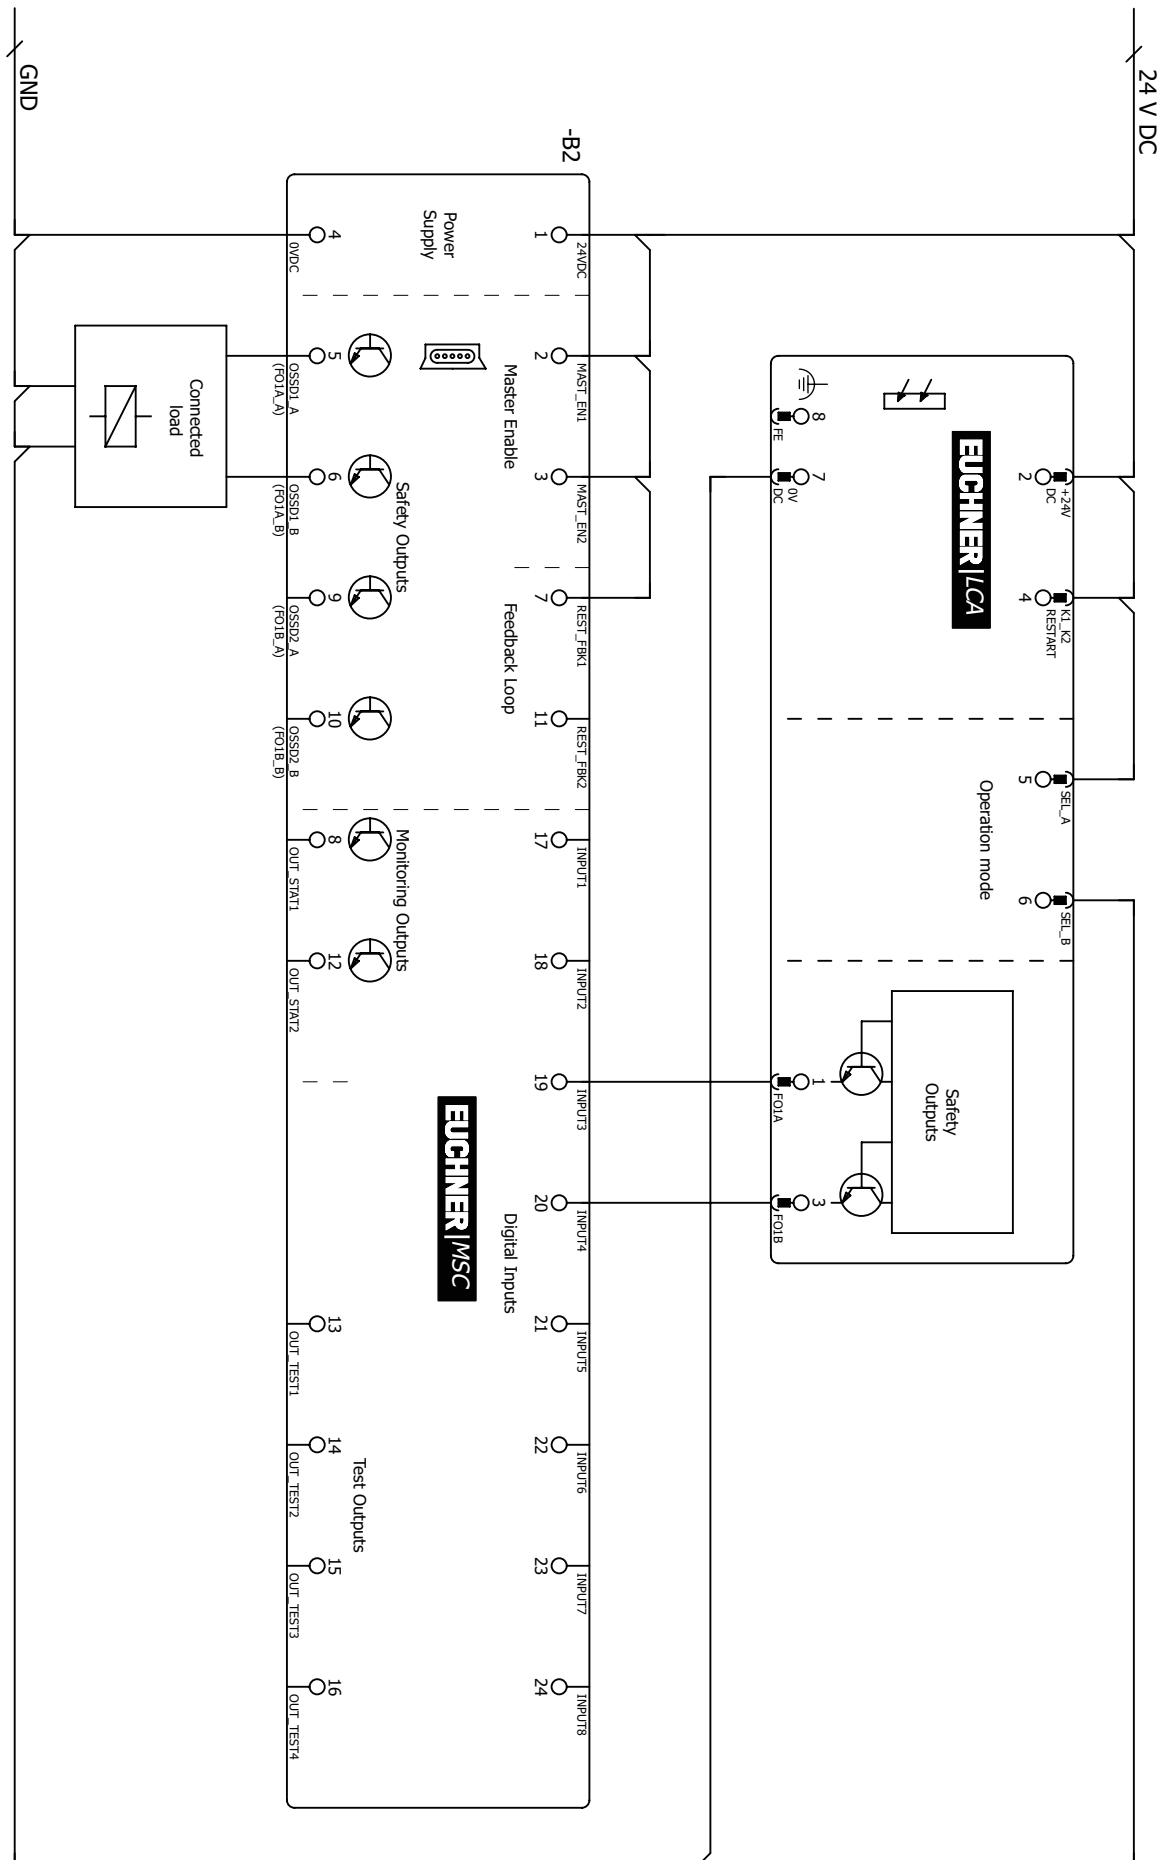 24 V DC
+24V
DC
2
K1_K2
RESTART
4
SEL_A
5
SEL_B
6
EUCHNER|LCA
Operation mode
Safety
Outputs
8
FE
7
0V
DC
1
FO1A
3
FO1B
-B2
24VDC
1
MAST_EN1
2
MAST_EN2
3
REST_FBK1
7
REST_FBK2
11
INPUT1
17
INPUT2
18
INPUT3
19
INPUT4
20
INPUT5
21
INPUT6
22
INPUT7
23
INPUT8
24
Power
Supply
Master Enable
Feedback Loop
Digital Inputs
EUCHNER|MSC
Safety Outputs
Monitoring Outputs
Test Outputs
4
0VDC
5
OSSD1_A
(FO1A_A)
6
OSSD1_B
(FO1A_B)
9
OSSD2_A
(FO1B_A)
10
OSSD2_B
(FO1B_B)
8
OUT_STAT1
12
OUT_STAT2
13
OUT_TEST1
14
OUT_TEST2
15
OUT_TEST3
16
OUT_TEST4
Connected
load
GND